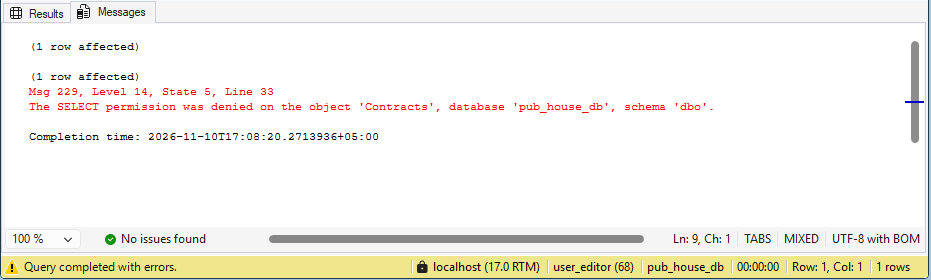 Results Messages
(1 row affected)
(1 row affected)
Msg 229, Level 14, State 5, Line 33
The SELECT permission was denied on the object 'Contracts', database 'pub_house_db', schema 'dbo'.
Completion time: 2026-11-10T17:08:20.2713936+05:00
100 % No issues found Ln: 9, Ch: 1 TABS MIXED UTF-8 with BOM
Query completed with errors. localhost (17.0 RTM) user_editor (68) pub_house_db 00:00:00 Row: 1, Col: 1 1 rows